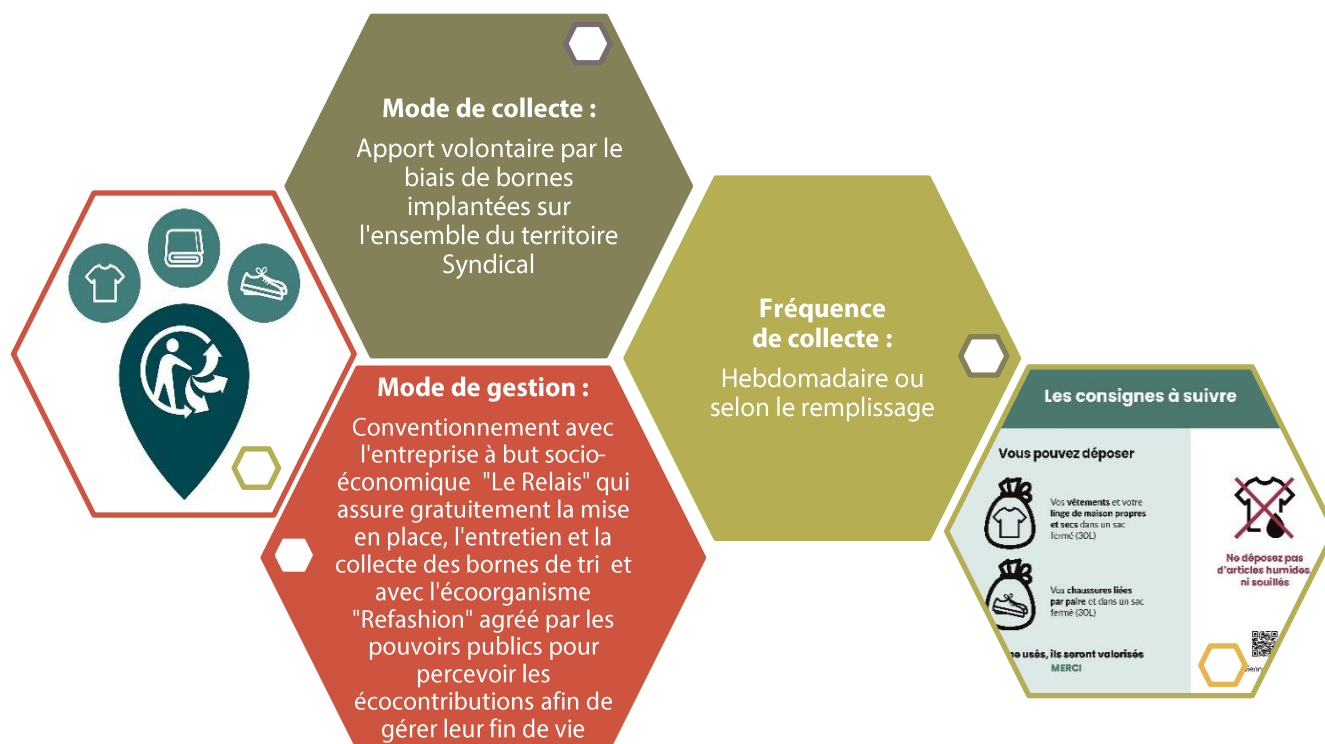 Mode de collecte :
Apport volontaire par le
biais de bornes
implantées sur
l'ensemble du territoire
Syndical
Mode de gestion :
Conventionnement avec
l'entreprise à but socio-
économique "Le Relais" qui
assure gratuitement la mise
en place, l'entretien et la
collecte des bornes de tri et
avec l'écoorganisme
"Refashion" agréé par les
pouvoirs publics pour
percevoir les
écocontributions afin de
gérer leur fin de vie
Fréquence
de collecte :
Hebdomadaire ou
selon le remplissage
Les consignes à suivre
Vous pouvez déposer
Vos vêtements et votre
linge de maison propres
et secs dans un sac
fermé (30L)
Vos chaussures liées
par paire et dans un sac
fermé (30L)
usés, ils seront valorisés
MERCI
Ne déposez pas
d'articles humides
ni souillés